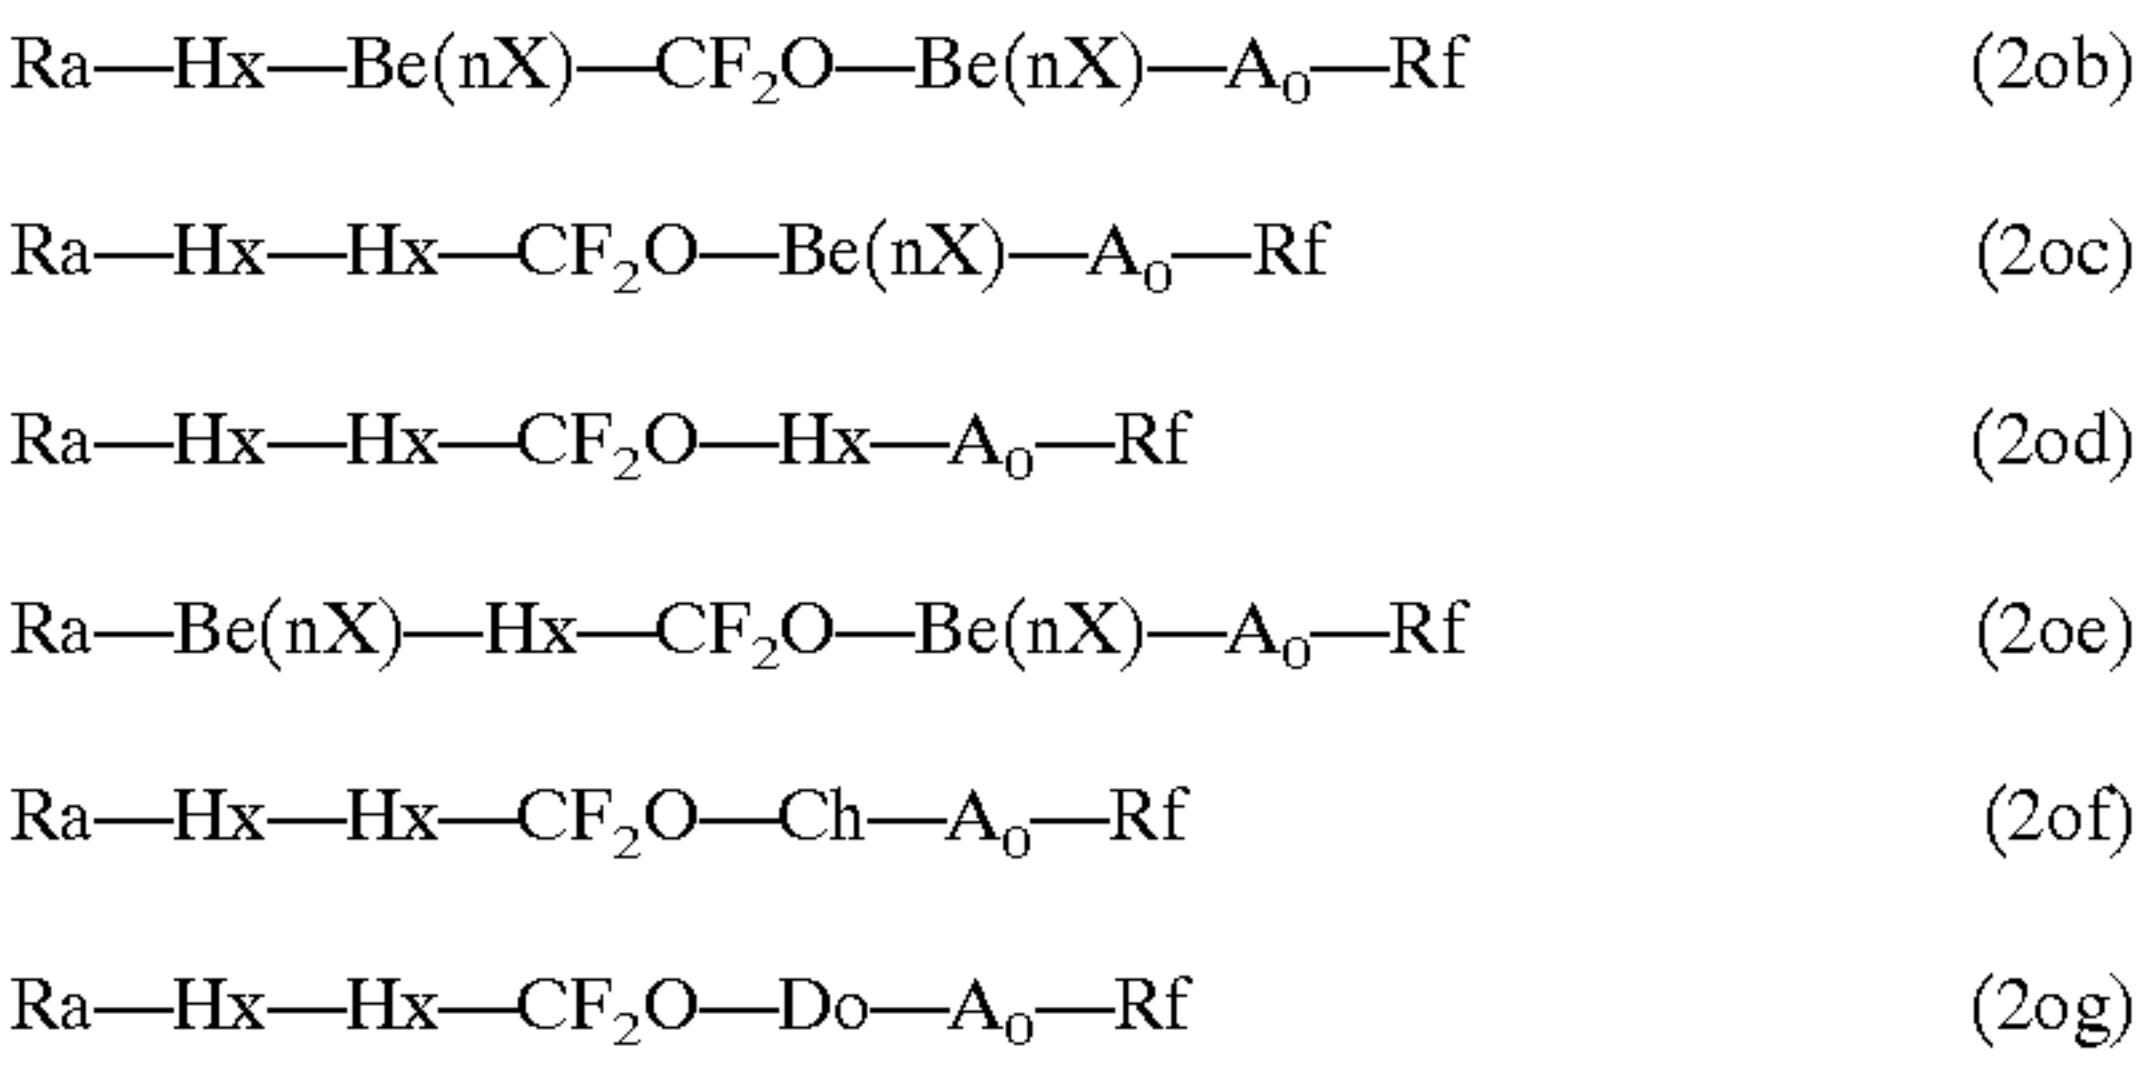 Ra—Hx—Be(nX)—CF₂O—Be(nX)—A₀—Rf (2ob)
Ra—Hx—Hx—CF₂O—Be(nX)—A₀—Rf (2oc)
Ra—Hx—Hx—CF₂O—Hx—A₀—Rf (2od)
Ra—Be(nX)—Hx—CF₂O—Be(nX)—A₀—Rf (2oe)
Ra—Hx—Hx—CF₂O—Ch—A₀—Rf (2of)
Ra—Hx—Hx—CF₂O—Do—A₀—Rf (2og)